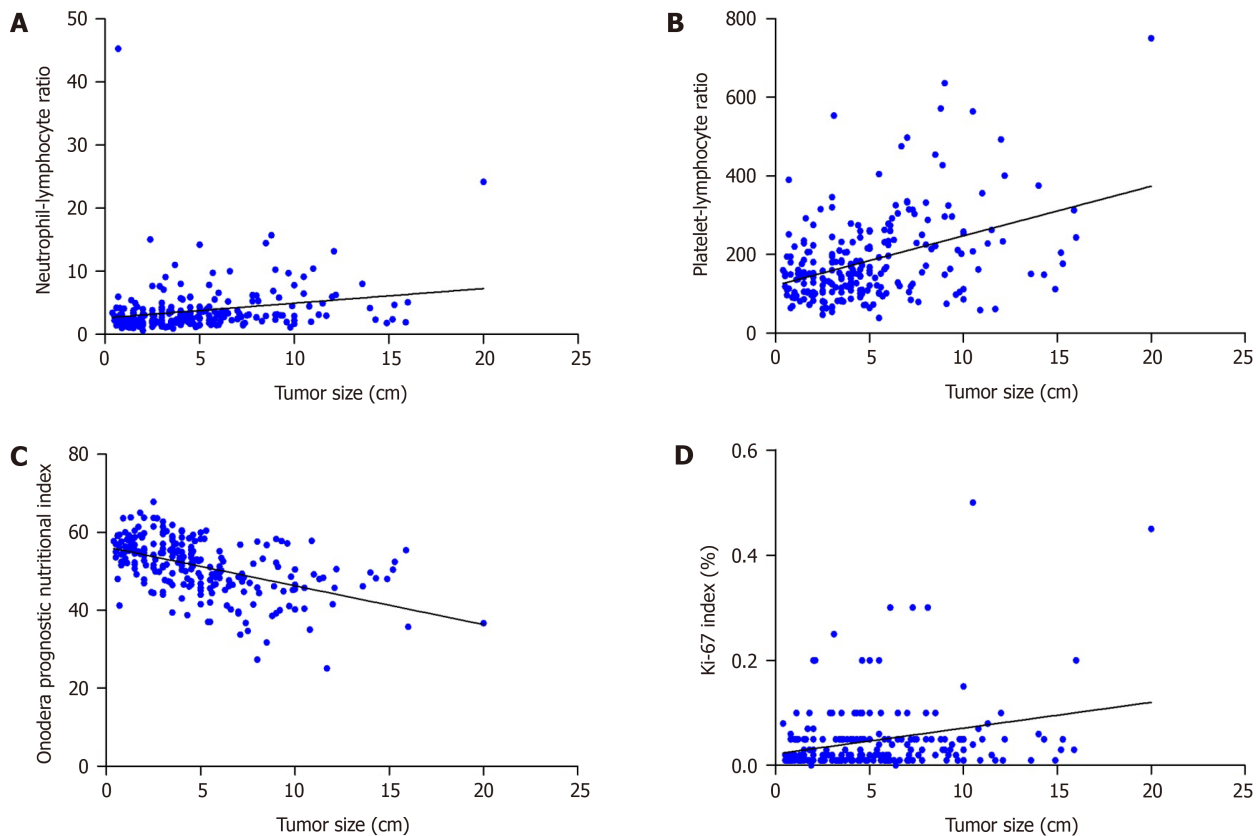 A
Neutrophil-lymphocyte ratio
50
40
30
20
10
0
0 5 10 15 20 25
Tumor size (cm)
B
Platelet-lymphocyte ratio
800
600
400
200
0
0 5 10 15 20 25
Tumor size (cm)
C
Onodera prognostic nutritional index
80
60
40
20
0
0 5 10 15 20 25
Tumor size (cm)
D
Ki-67 index (%)
0.6
0.4
0.2
0.0
0 5 10 15 20 25
Tumor size (cm)